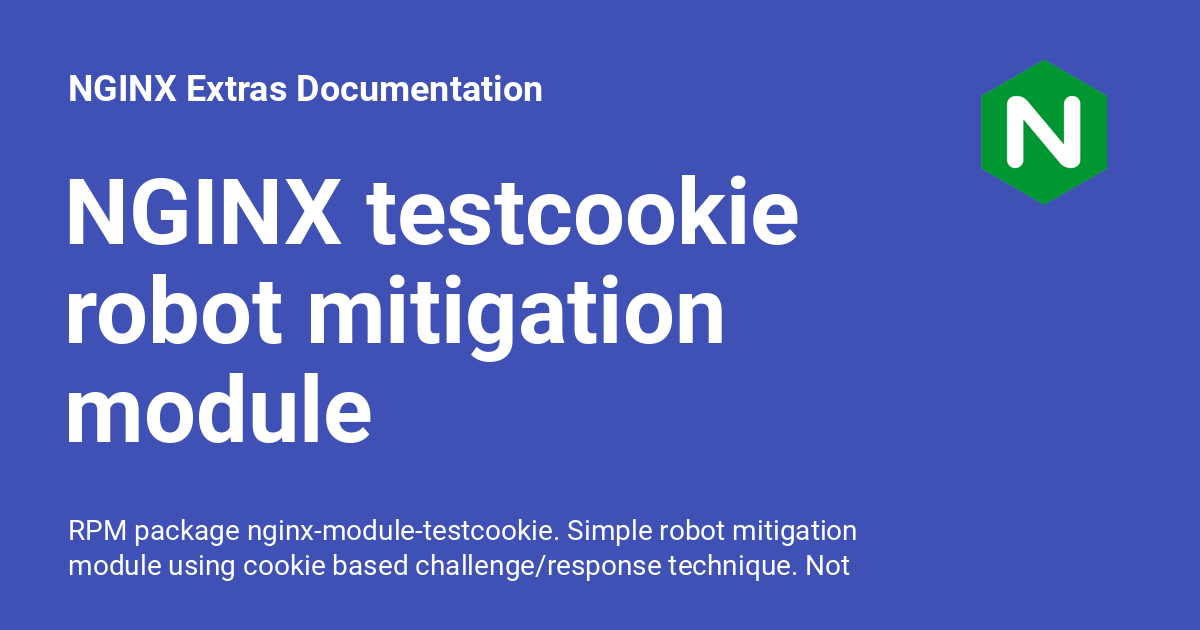 NGINX Extras Documentation
N
NGINX testcookie
robot mitigation
module
RPM package nginx-module-testcookie. Simple robot mitigation
module using cookie based challenge/response technique. Not